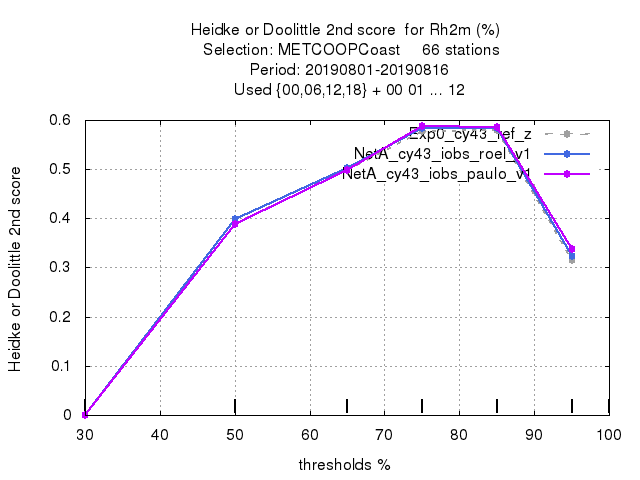 Heidke or Doolittle 2nd score for Rh2m (%)
Selection: METCOOPCoast 66 stations
Period: 20190801-20190816
Used {00,06,12,18} + 00 01 ... 12
Heidke or Doolittle 2nd score
0.6
0.5
0.4
0.3
0.2
0.1
0
Exp0_cy43_ref_z
NetA_cy43_iobs_roel_v1
NetA_cy43_iobs_paulo_v1
30 40 50 60 70 80 90 100
thresholds %